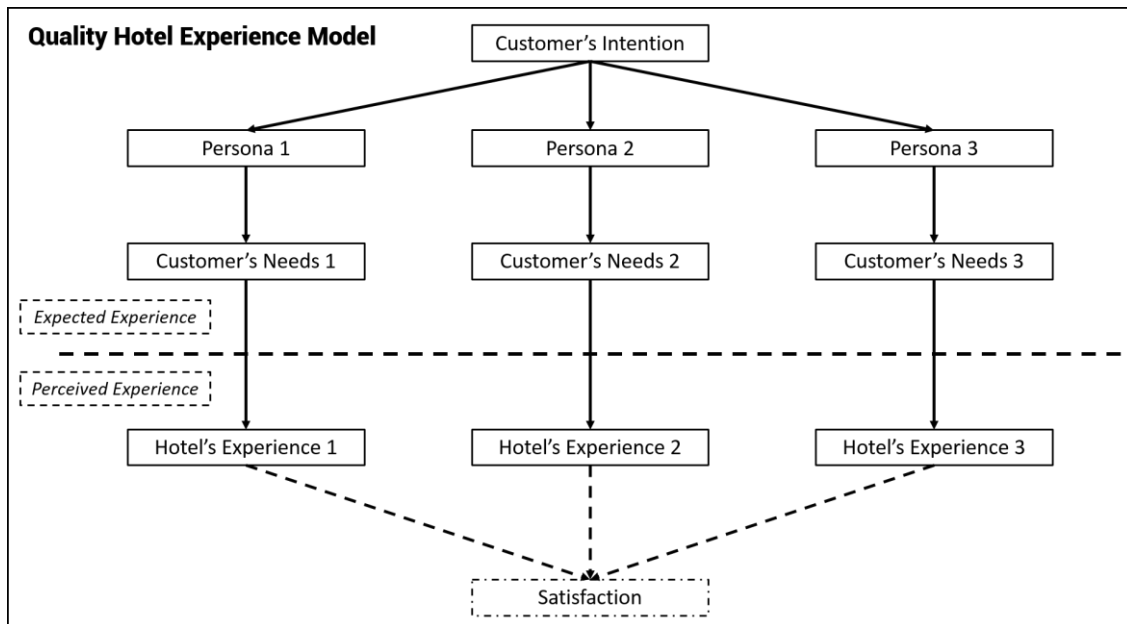 Quality Hotel Experience Model
Customer’s Intention
Persona 1
Persona 2
Persona 3
Customer’s Needs 1
Customer’s Needs 2
Customer’s Needs 3
Expected Experience
Perceived Experience
Hotel’s Experience 1
Hotel’s Experience 2
Hotel’s Experience 3
Satisfaction